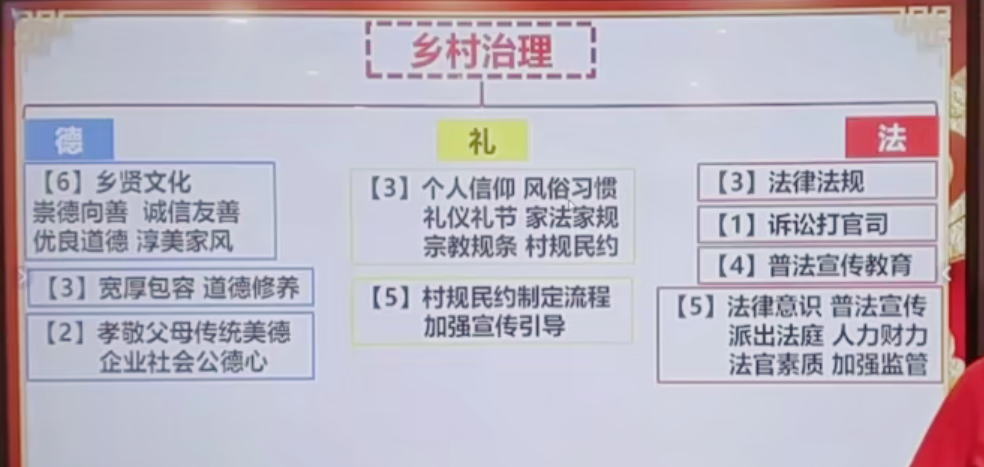 乡村治理
德
【6】乡贤文化
崇德向善 诚信友善
优良道德 淳美家风
【3】宽厚包容 道德修养
【2】孝敬父母传统美德
企业社会公德心
礼
【3】个人信仰 风俗习惯
礼仪礼节 家法家规
宗教规条 村规民约
【5】村规民约制定流程
加强宣传引导
法
【3】法律法规
【1】诉讼打官司
【4】普法宣传教育
【5】法律意识 普法宣传
派出法庭 人力财力
法官素质 加强监管